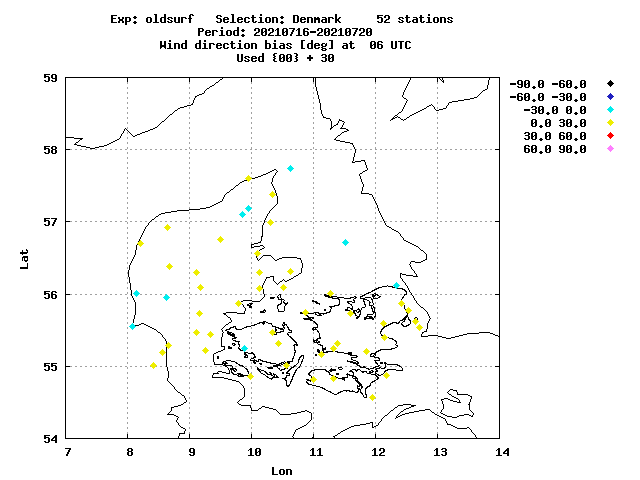 Exp: oldsurf   Selection: Denmark     52 stations
Period: 20210716-20210720
Wind direction bias [deg] at  06 UTC
Used {00} + 30
-90.0 -60.0
-60.0 -30.0
-30.0 0.0
0.0 30.0
30.0 60.0
60.0 90.0
59
58
57
56
55
54
Lat
7 8 9 10 11 12 13 14
Lon